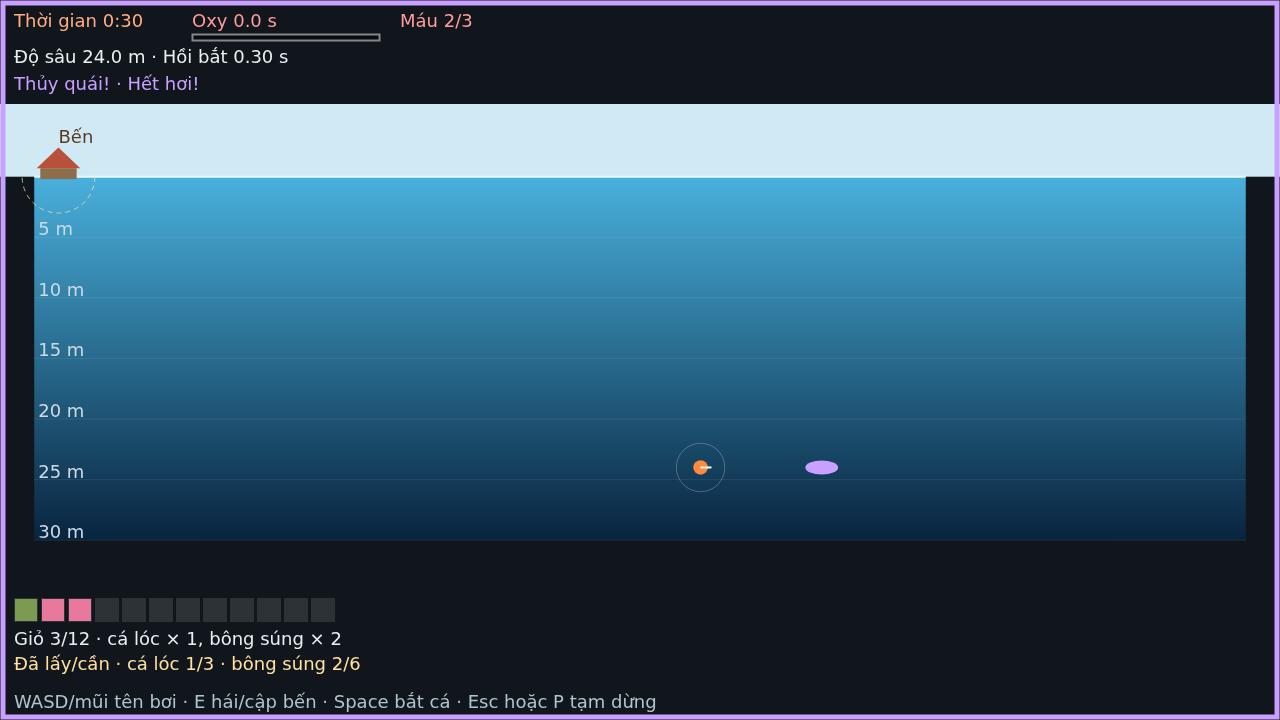 Thời gian 0:30 Oxy 0.0 s Máu 2/3
Độ sâu 24.0 m · Hồi bắt 0.30 s
Thủy quái! · Hết hơi!
Bến
5 m
10 m
15 m
20 m
25 m
30 m
Giỏ 3/12 · cá lóc × 1, bông súng × 2
Đã lấy/cần · cá lóc 1/3 · bông súng 2/6
WASD/mũi tên bơi · E hái/cập bến · Space bắt cá · Esc hoặc P tạm dừng